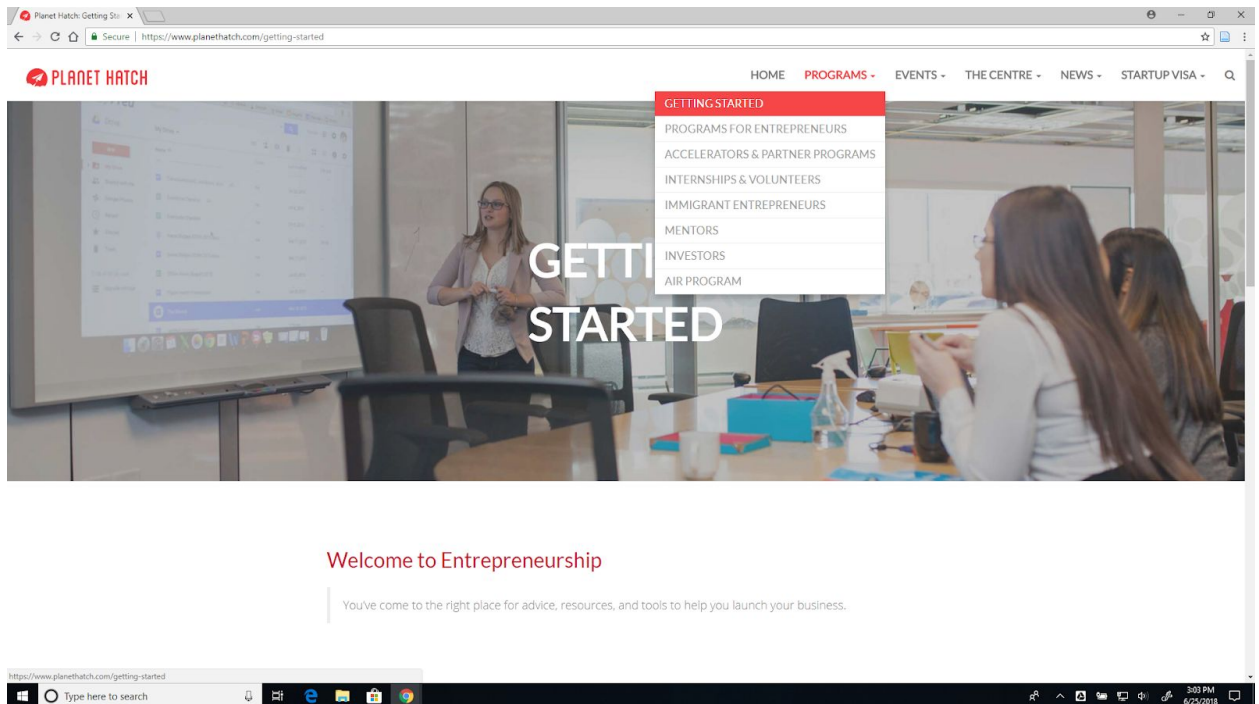 Planet Hatch: Getting Sta
Secure | https://www.planethatch.com/getting-started
PLANET HATCH
HOME PROGRAMS EVENTS THE CENTRE NEWS STARTUP VISA
GETTING STARTED
PROGRAMS FOR ENTREPRENEURS
ACCELERATORS & PARTNER PROGRAMS
INTERNSHIPS & VOLUNTEERS
IMMIGRANT ENTREPRENEURS
MENTORS
INVESTORS
AIR PROGRAM
GETTI
STARTED
Welcome to Entrepreneurship
You've come to the right place for advice, resources, and tools to help you launch your business.
https://www.planethatch.com/getting-started
Type here to search
3:03 PM
6/25/2018